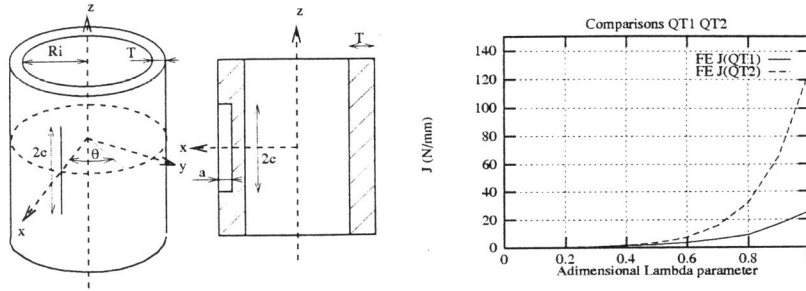 z
Ri
T
2c
θ
y
x
z
T
x
2c
a
Comparisons QT1 QT2
FE J(QT1)
FE J(QT2)
J (N/mm)
140
120
100
80
60
40
20
0
0 0.2 0.4 0.6 0.8 1
Adimensional Lambda parameter